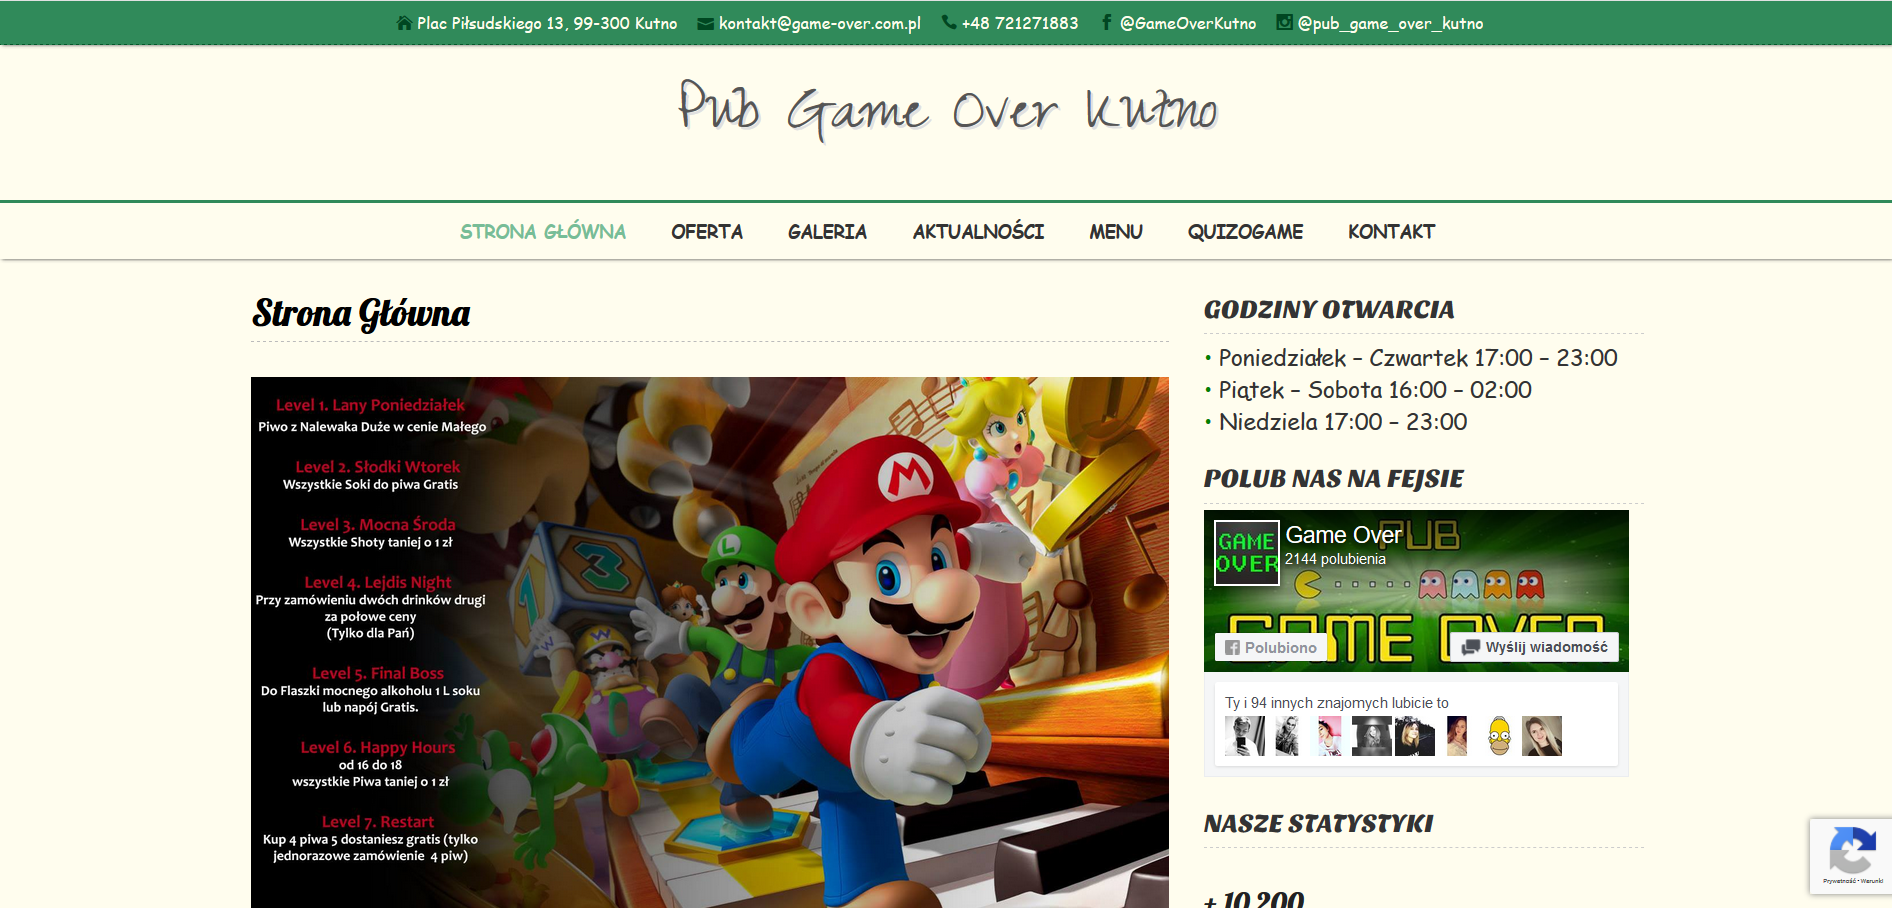 Plac Piłsudskiego 13, 99-300 Kutno kontakt@game-over.com.pl +48 721271883 @GameOverKutno @pub_game_over_kutno
Pub Game Over Kutno
STRONA GŁÓWNA OFERTA GALERIA AKTUALNOŚCI MENU QUIZOGAME KONTAKT
Strona Główna
Level 1. Lany Poniedziałek
Piwo z Nalewaka Duże w cenie Małego
Level 2. Słodki Wtorek
Wszystkie Soki do piwa Gratis
Level 3. Mocna Środa
Wszystkie Shoty taniej o 1 zł
Level 4. Lejdis Night
Przy zamówieniu dwóch drinków drugi
za połowe ceny
(Tylko dla Pań)
Level 5. Final Boss
Do Flaszki mocnego alkoholu 1 L soku
lub napój Gratis.
Level 6. Happy Hours
od 16 do 18
wszystkie Piwa taniej o 1 zł
Level 7. Restart
Kup 4 piwa 5 dostaniesz gratis (tylko
jednorazowe zamówienie 4 piw)
1 3
L
M
GODZINY OTWARCIA
• Poniedziałek – Czwartek 17:00 – 23:00
• Piątek – Sobota 16:00 – 02:00
• Niedziela 17:00 – 23:00
POLUB NAS NA FEJSIE
GAME
OVER
Game Over
2144 polubienia
PUB
GAME OVER
Polubiono
Wyślij wiadomość
Ty i 94 innych znajomych lubicie to
NASZE STATYSTYKI
+ 10 200
Prywatność • Warunki